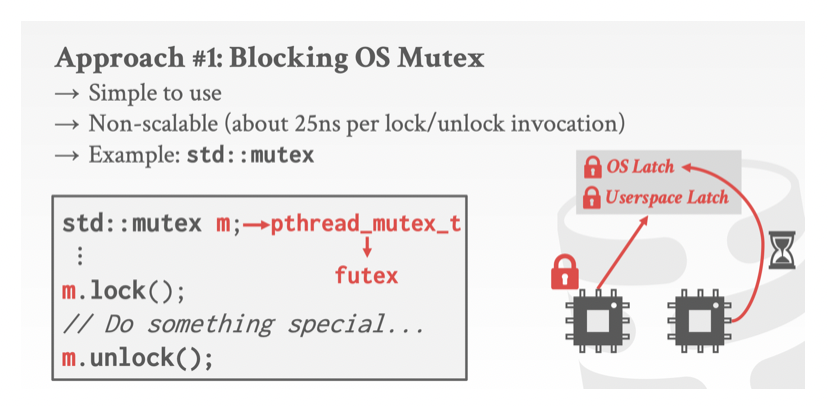 Approach #1: Blocking OS Mutex
→ Simple to use
→ Non-scalable (about 25ns per lock/unlock invocation)
→ Example: std::mutex
OS Latch
Userspace Latch
std::mutex m;→pthread_mutex_t
⋮
futex
m.lock();
// Do something special...
m.unlock();